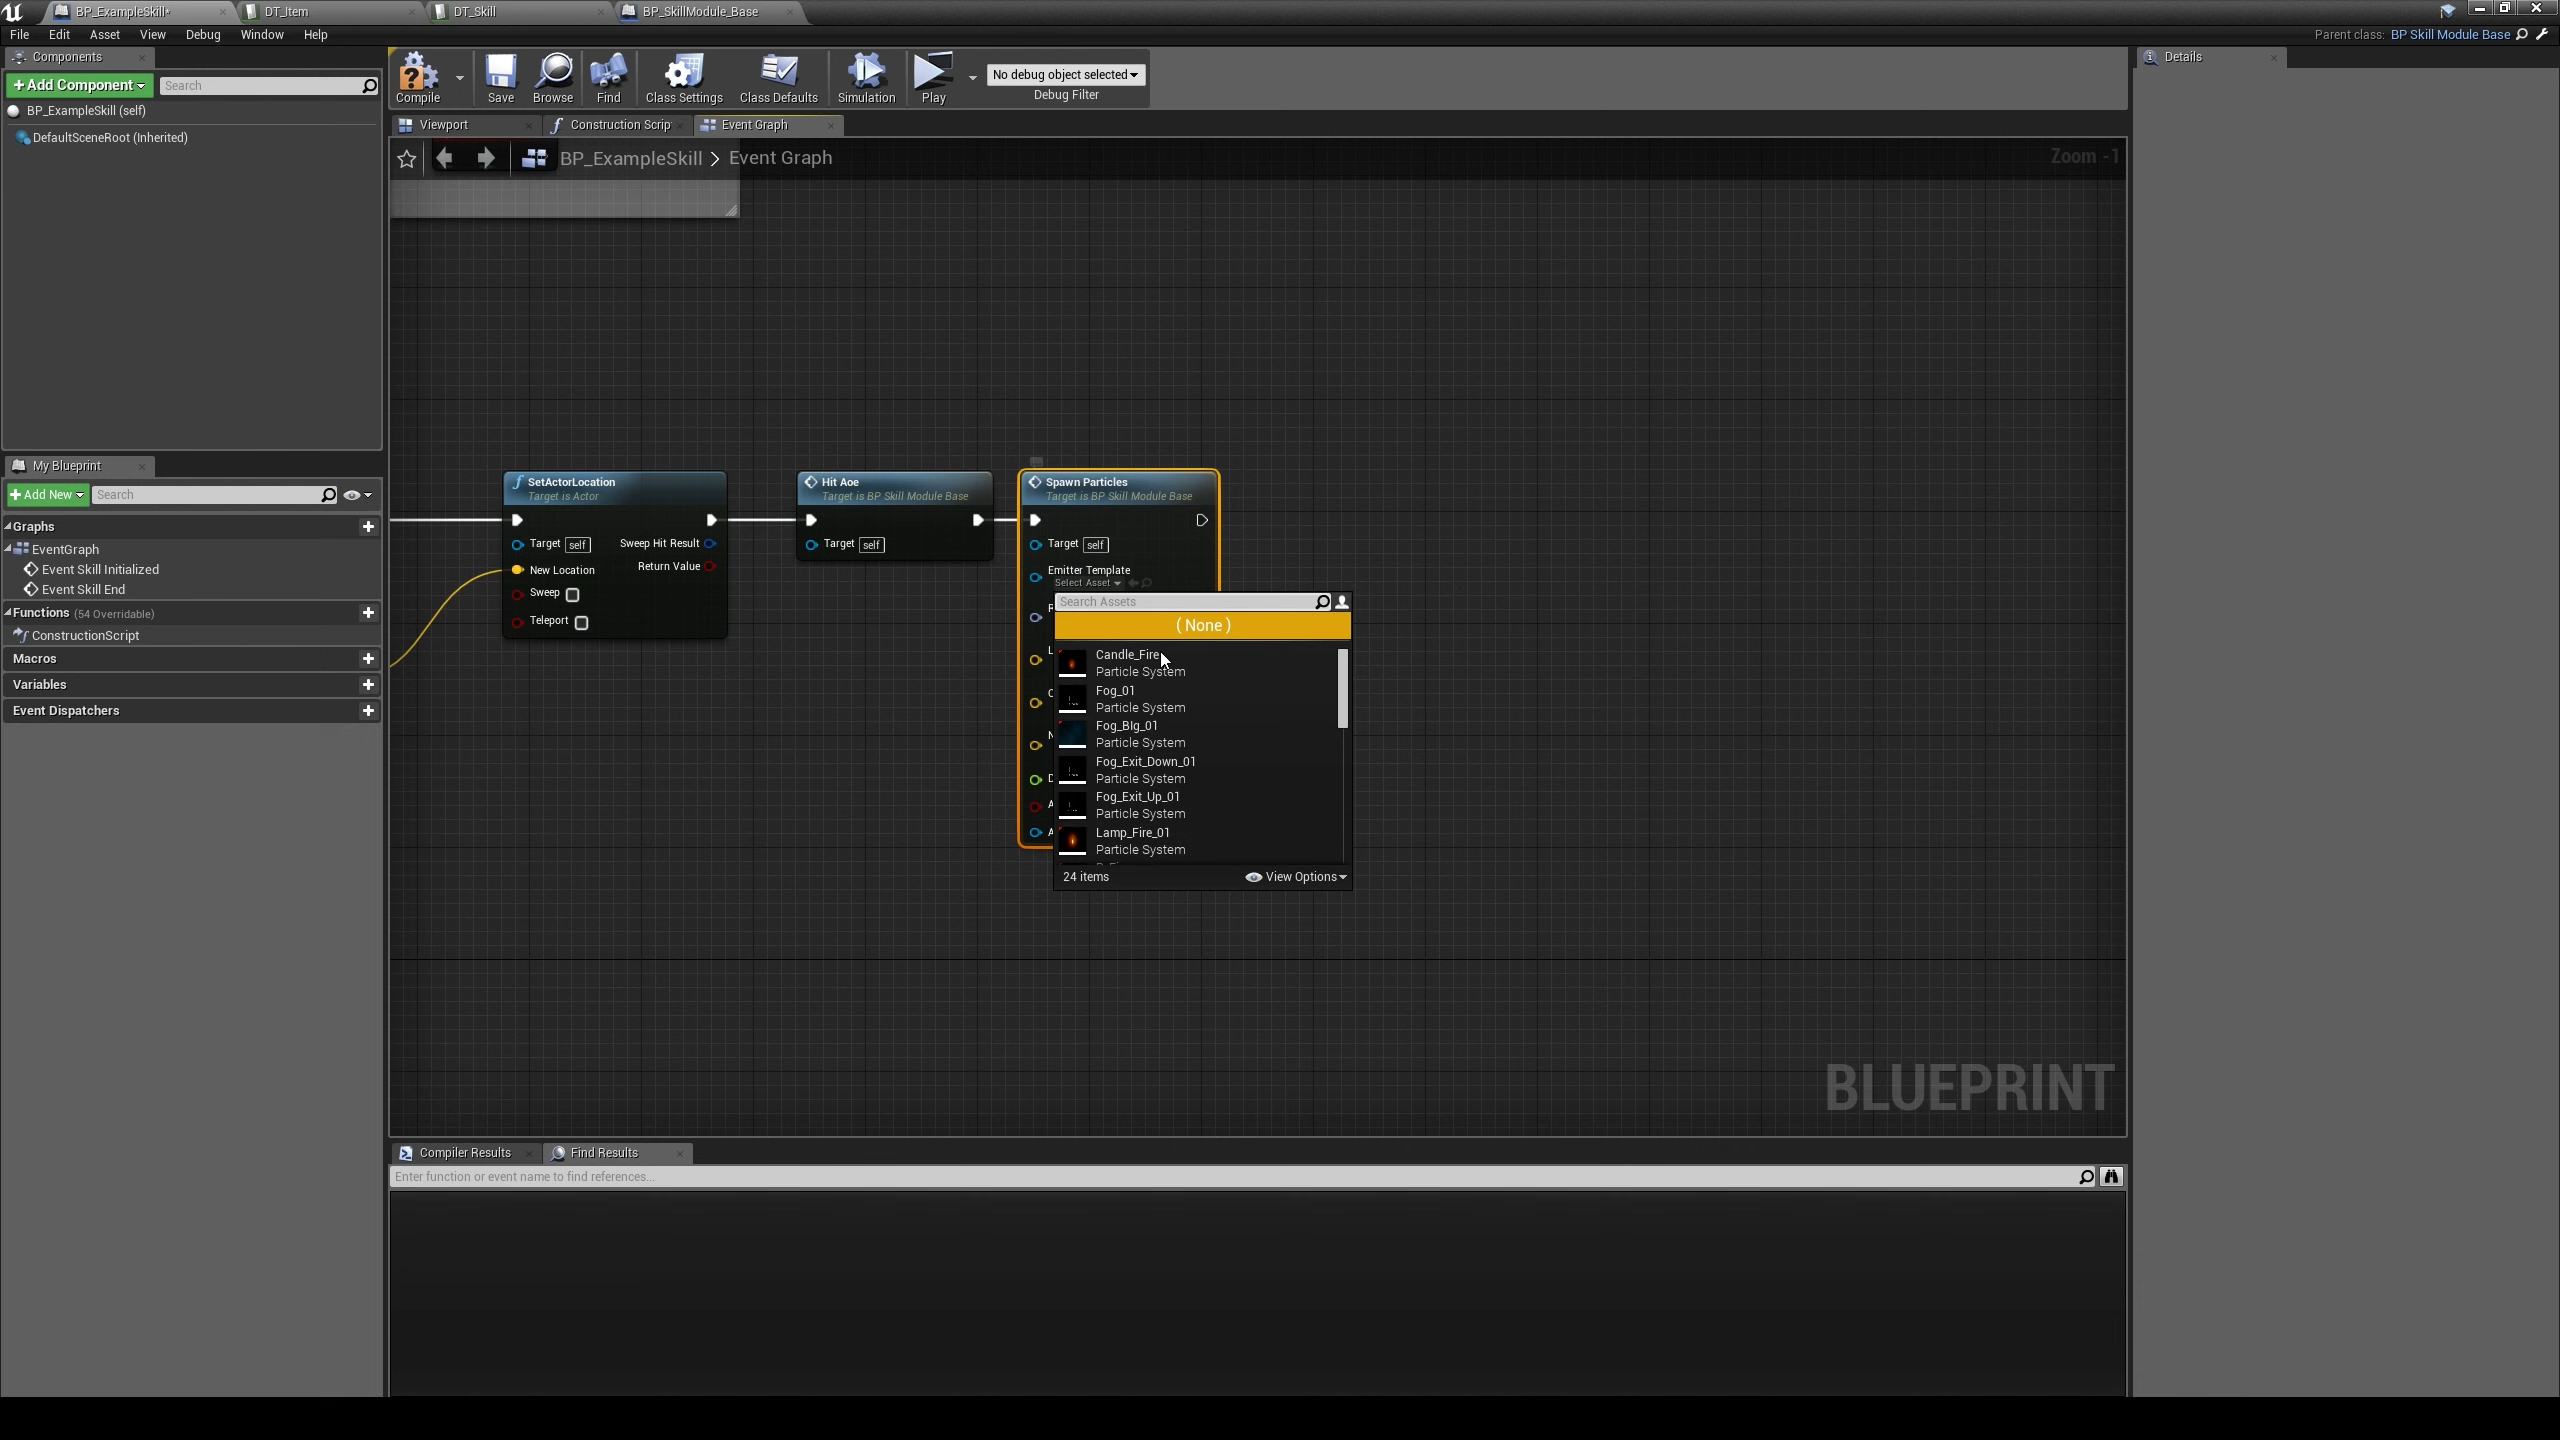 BP_ExampleSkill*
DT_Item
DT_Skill
BP_SkillModule_Base
File Edit Asset View Debug Window Help
Parent class: BP Skill Module Base
Components
+Add Component
Search
BP_ExampleSkill (self)
DefaultSceneRoot (Inherited)
My Blueprint
+Add New
Search
Graphs
EventGraph
Event Skill Initialized
Event Skill End
Functions (54 Overridable)
ConstructionScript
Macros
Variables
Event Dispatchers
Compile
Save
Browse
Find
Class Settings
Class Defaults
Simulation
Play
No debug object selected
Debug Filter
Viewport
Construction Scrip
Event Graph
BP_ExampleSkill > Event Graph
Zoom -1
SetActorLocation
Target is Actor
Target self
Sweep Hit Result
New Location
Return Value
Sweep
Teleport
Hit Aoe
Target is BP Skill Module Base
Target self
Spawn Particles
Target is BP Skill Module Base
Target self
Emitter Template
Select Asset
Search Assets
( None )
Candle_Fire
Particle System
Fog_01
Particle System
Fog_BIg_01
Particle System
Fog_Exit_Down_01
Particle System
Fog_Exit_Up_01
Particle System
Lamp_Fire_01
Particle System
24 items
View Options
BLUEPRINT
Compiler Results
Find Results
Enter function or event name to find references...
Details